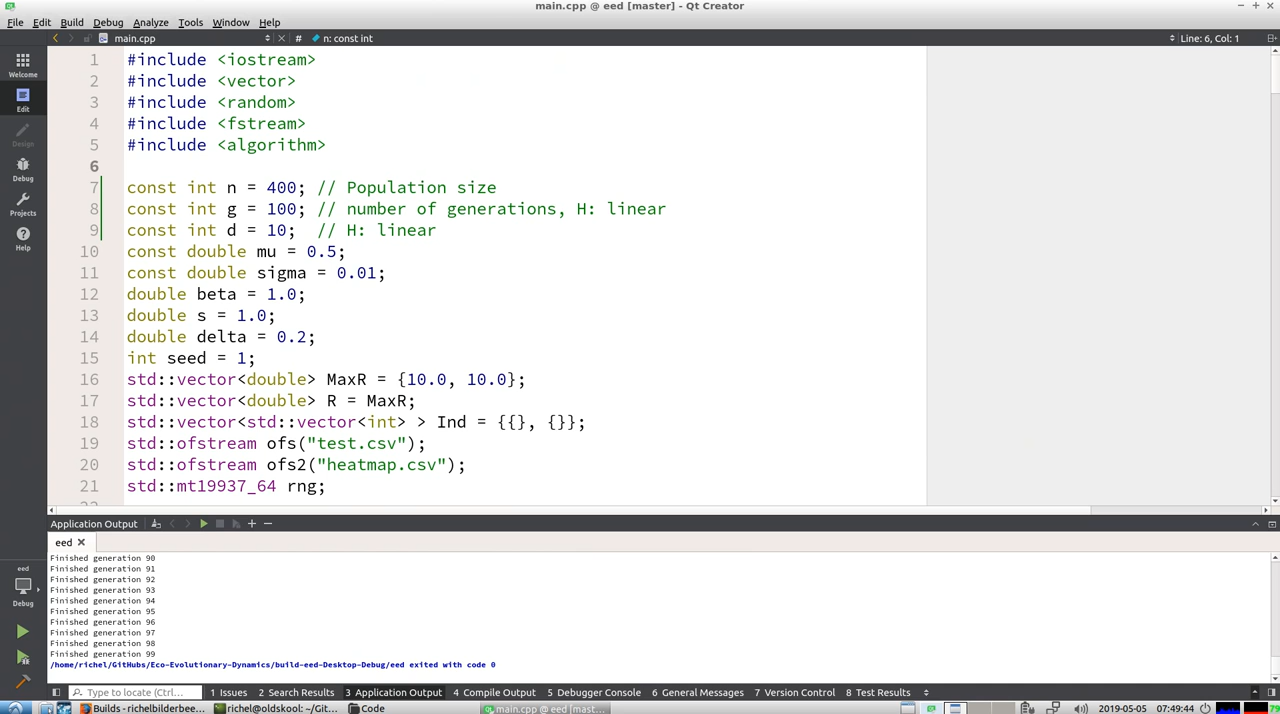 main.cpp @ eed [master] - Qt Creator
File Edit Build Debug Analyze Tools Window Help
main.cpp # n: const int Line: 6, Col: 1
Welcome
Edit
Design
Debug
Projects
Help
1 #include <iostream>
2 #include <vector>
3 #include <random>
4 #include <fstream>
5 #include <algorithm>
6
7 const int n = 400; // Population size
8 const int g = 100; // number of generations, H: linear
9 const int d = 10;  // H: linear
10 const double mu = 0.5;
11 const double sigma = 0.01;
12 double beta = 1.0;
13 double s = 1.0;
14 double delta = 0.2;
15 int seed = 1;
16 std::vector<double> MaxR = {10.0, 10.0};
17 std::vector<double> R = MaxR;
18 std::vector<std::vector<int> > Ind = {{}, {}};
19 std::ofstream ofs("test.csv");
20 std::ofstream ofs2("heatmap.csv");
21 std::mt19937_64 rng;
Application Output
eed
Finished generation 90
Finished generation 91
Finished generation 92
Finished generation 93
Finished generation 94
Finished generation 95
Finished generation 96
Finished generation 97
Finished generation 98
Finished generation 99
/home/richel/GitHubs/Eco-Evolutionary-Dynamics/build-eed-Desktop-Debug/eed exited with code 0
eed
Debug
Type to locate (Ctrl... 1 Issues 2 Search Results 3 Application Output 4 Compile Output 5 Debugger Console 6 General Messages 7 Version Control 8 Test Results
Builds - richelbilderbee... richel@oldskool: ~/Git... Code main.cpp @ eed [mast... 2019-05-05 07:49:44